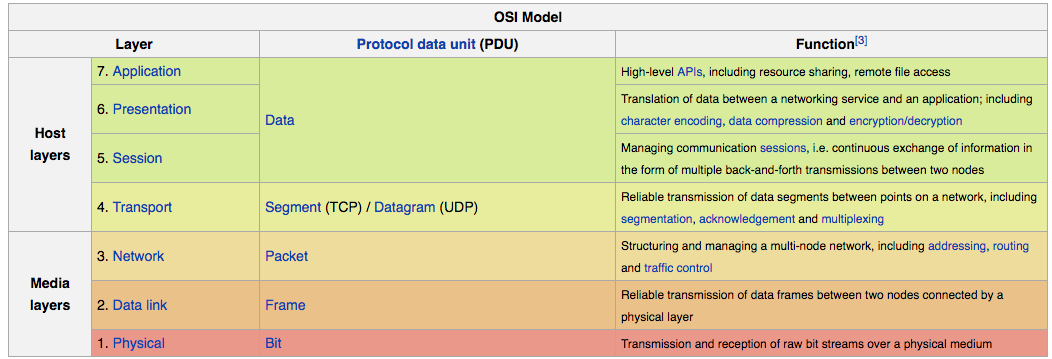 OSI Model
Layer Protocol data unit (PDU) Function[3]
Host layers
7. Application
Data
High-level APIs, including resource sharing, remote file access
6. Presentation
Translation of data between a networking service and an application; including
character encoding, data compression and encryption/decryption
5. Session
Managing communication sessions, i.e. continuous exchange of information in
the form of multiple back-and-forth transmissions between two nodes
4. Transport
Segment (TCP) / Datagram (UDP)
Reliable transmission of data segments between points on a network, including
segmentation, acknowledgement and multiplexing
Media layers
3. Network
Packet
Structuring and managing a multi-node network, including addressing, routing
and traffic control
2. Data link
Frame
Reliable transmission of data frames between two nodes connected by a
physical layer
1. Physical
Bit
Transmission and reception of raw bit streams over a physical medium